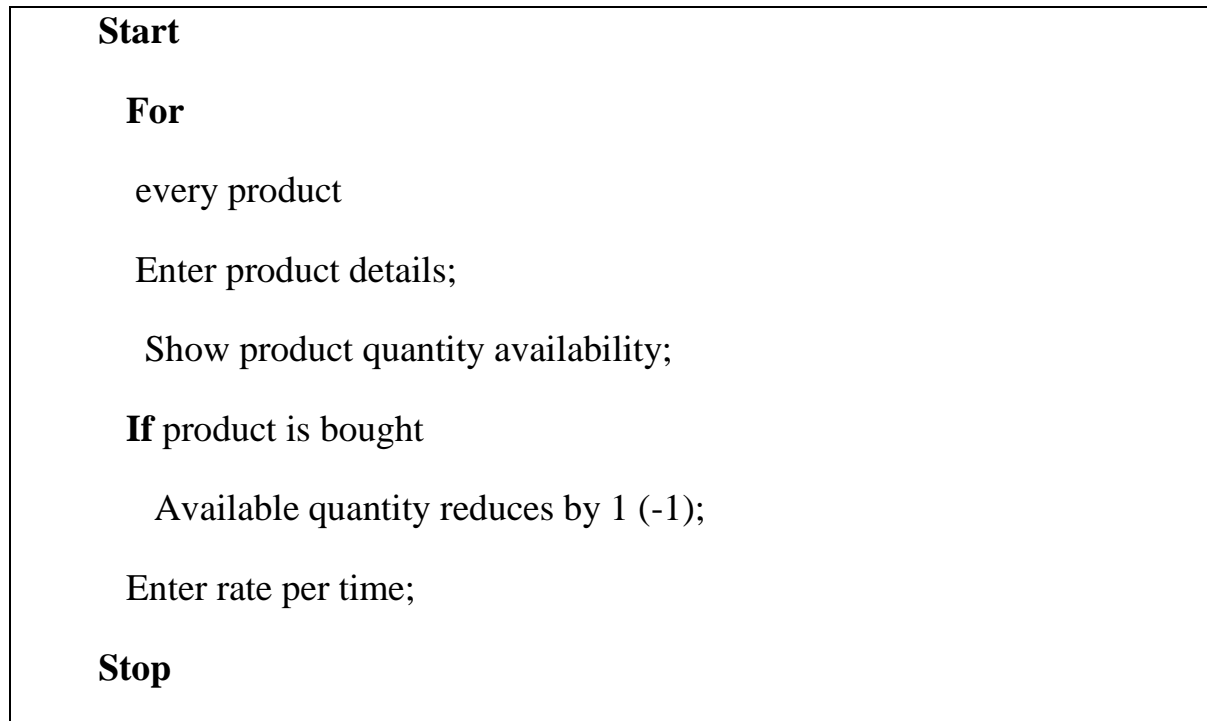 Start
For
every product
Enter product details;
Show product quantity availability;
If product is bought
Available quantity reduces by 1 (-1);
Enter rate per time;
Stop